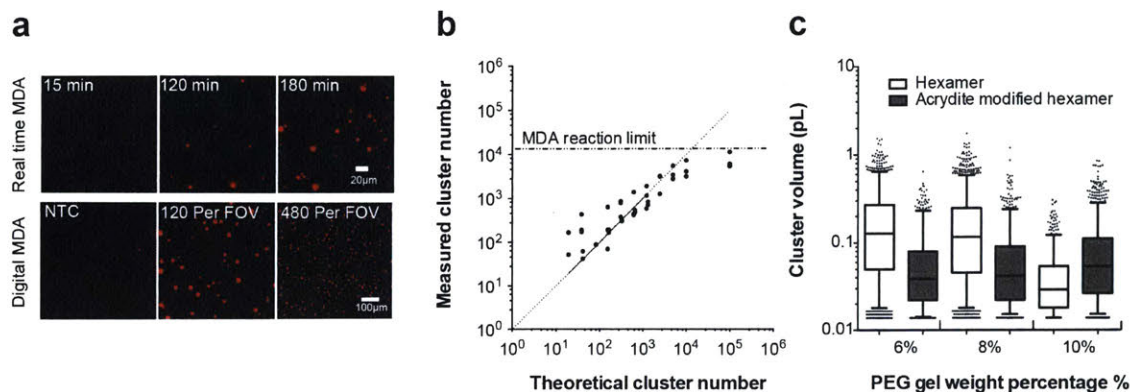 a
Real time MDA
15 min
120 min
180 min
20μm
Digital MDA
NTC
120 Per FOV
480 Per FOV
100μm
b
Measured cluster number
10⁶
10⁵
10⁴
10³
10²
10¹
10⁰
MDA reaction limit
10⁰ 10¹ 10² 10³ 10⁴ 10⁵ 10⁶
Theoretical cluster number
c
Cluster volume (pL)
10
1
0.1
0.01
Hexamer
Acrydite modified hexamer
6% 8% 10%
PEG gel weight percentage %